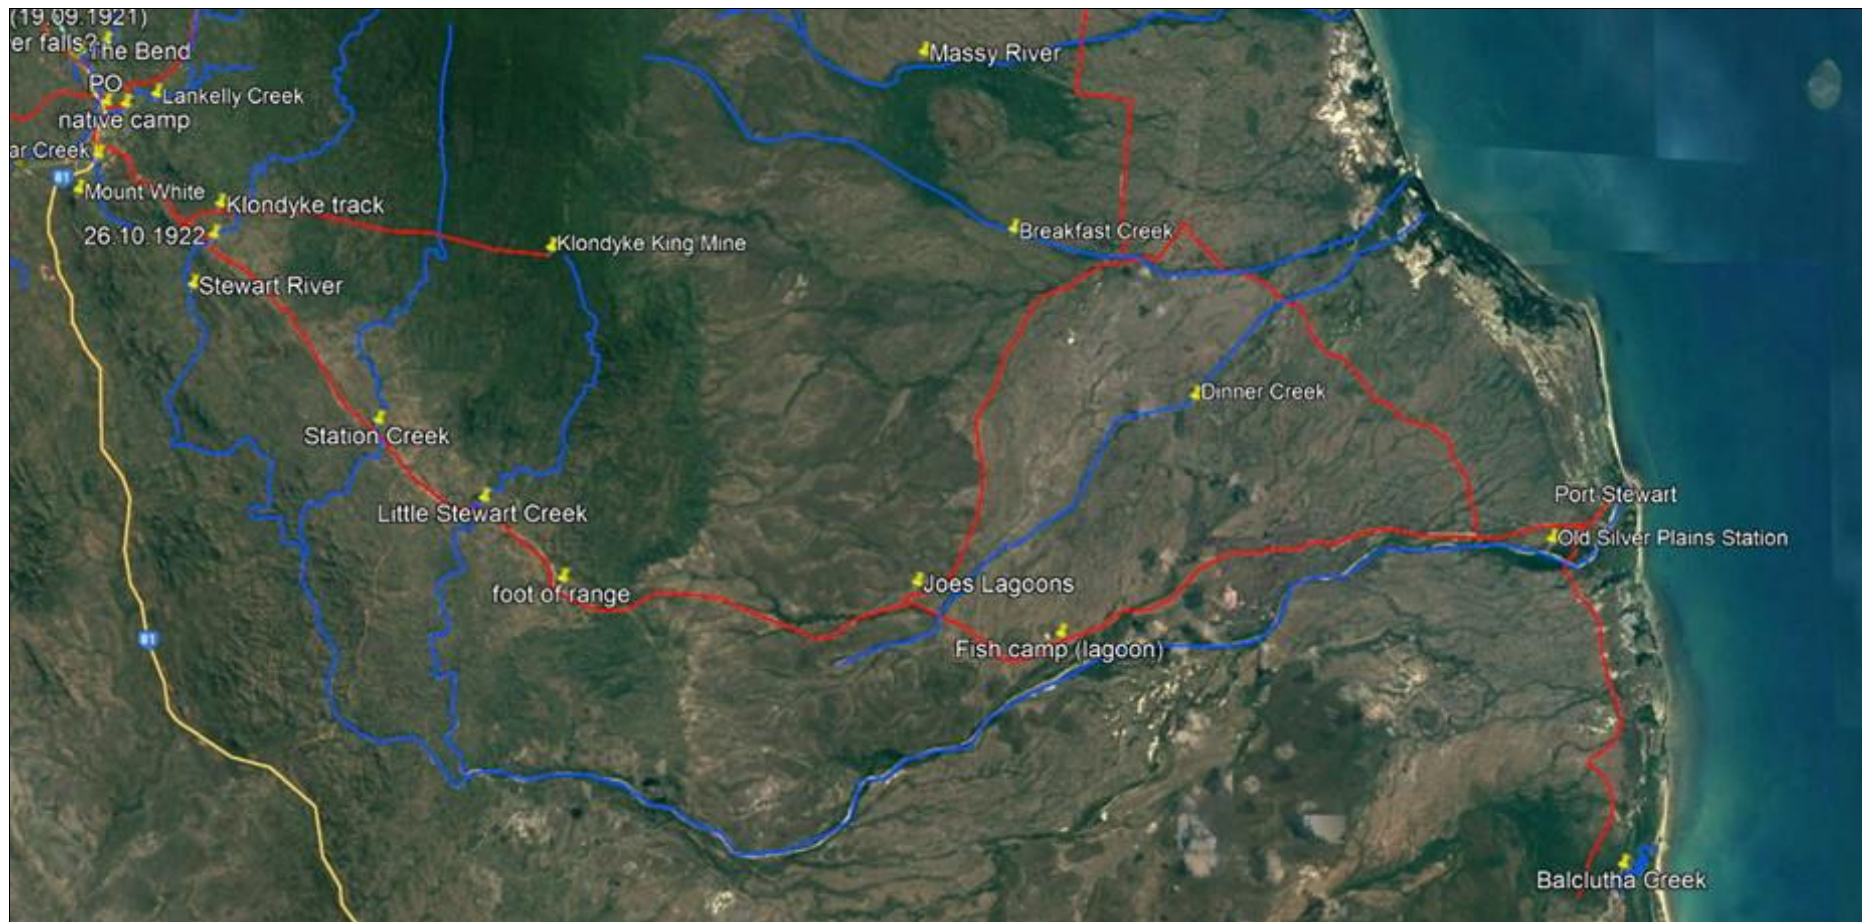 (19.09.1921)
er falls?
The Bend
Massy River
PO
Lankelly Creek
native camp
ar Creek
81
Mount White
Klondyke track
26.10.1922
Breakfast Creek
Klondyke King Mine
Stewart River
Dinner Creek
Station Creek
Port Stewart
Little Stewart Creek
Old Silver Plains Station
Joes Lagoons
foot of range
81
Fish camp (lagoon)
Balclutha Creek